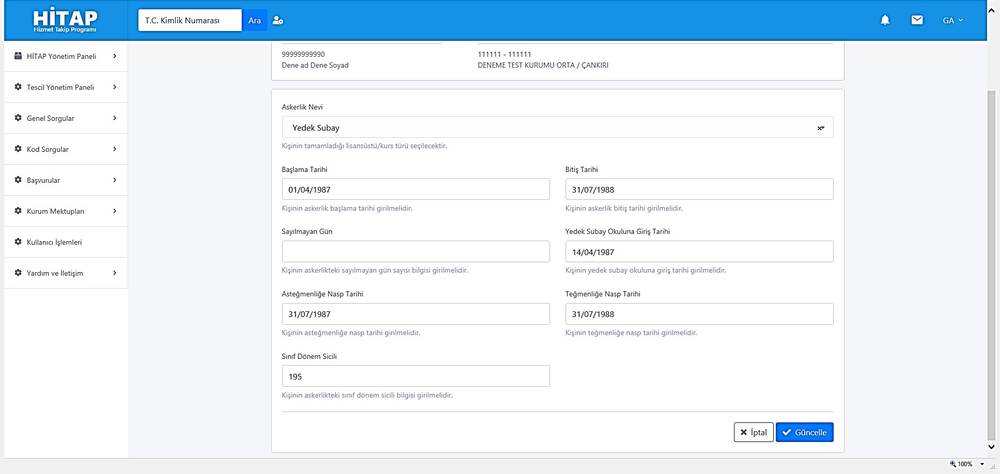 HİTAP
Hizmet Takip Programı
T.C. Kimlik Numarası
Ara
GA
HİTAP Yönetim Paneli
Tescil Yönetim Paneli
Genel Sorgular
Kod Sorgular
Başvurular
Kurum Mektupları
Kullanıcı İşlemleri
Yardım ve İletişim
99999999990
Dene ad Dene Soyad
111111 - 111111
DENEME TEST KURUMU ORTA / ÇANKIRI
Askerlik Nevi
Yedek Subay
Kişinin tamamladığı lisansüstü/kurs türü seçilecektir.
Başlama Tarihi
01/04/1987
Kişinin askerlik başlama tarihi girilmelidir.
Bitiş Tarihi
31/07/1988
Kişinin askerlik bitiş tarihi girilmelidir.
Sayılmayan Gün
Kişinin askerlikteki sayılmayan gün sayısı bilgisi girilmelidir.
Yedek Subay Okuluna Giriş Tarihi
14/04/1987
Kişinin yedek subay okuluna giriş tarihi girilmelidir.
Asteğmenliğe Nasp Tarihi
31/07/1987
Kişinin asteğmenliğe nasp tarihi girilmelidir.
Teğmenliğe Nasp Tarihi
31/07/1988
Kişinin teğmenliğe nasp tarihi girilmelidir.
Sınıf Dönem Sicili
195
Kişinin askerlikteki sınıf dönem sicili bilgisi girilmelidir.
İptal
Güncelle
100%